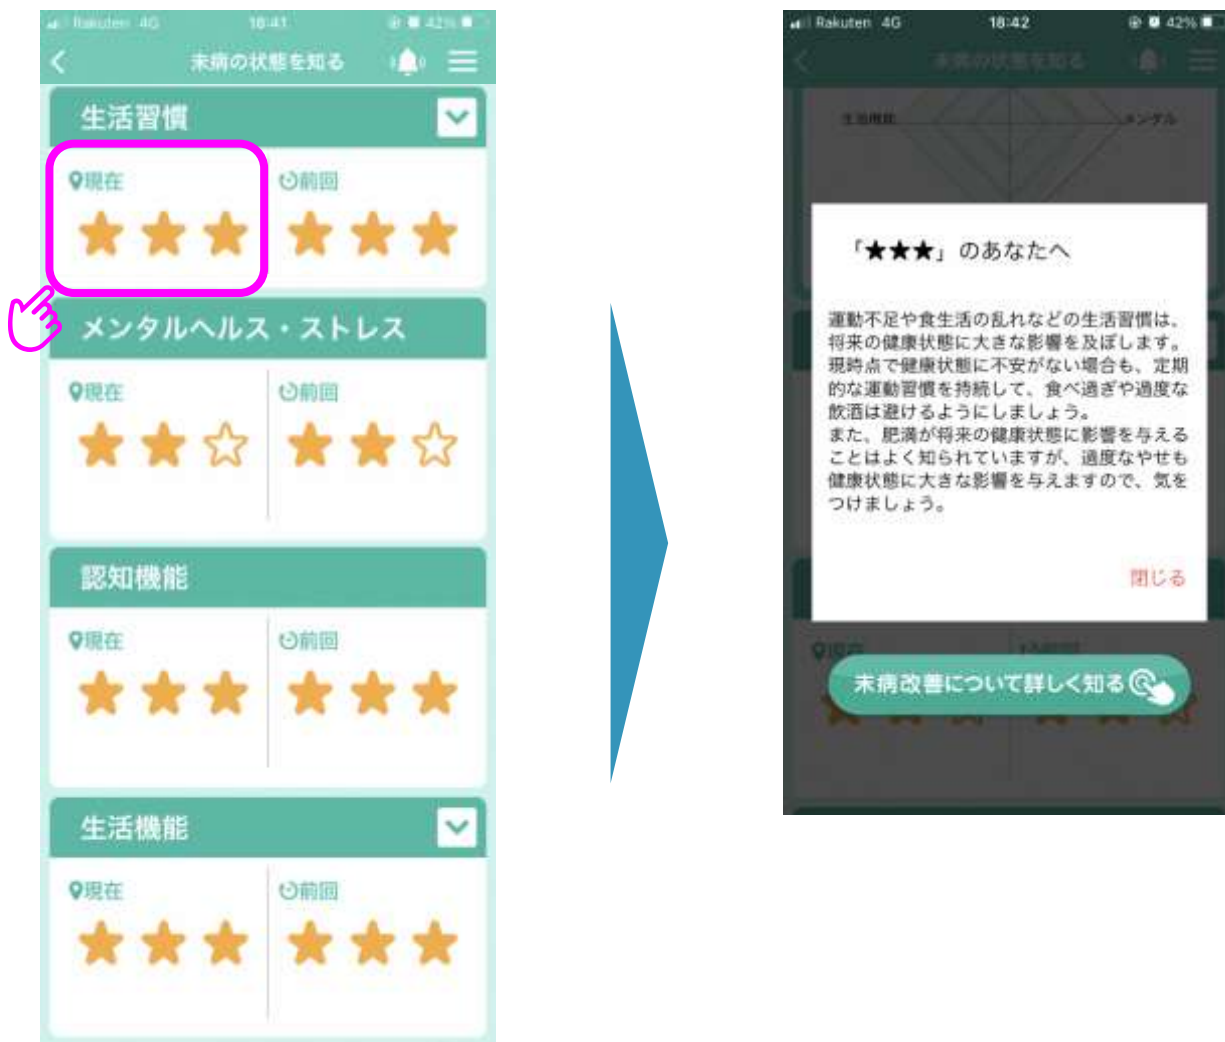 Rakuten 4G 18:41 42%
未病の状態を知る
生活習慣
現在 前回
メンタルヘルス・ストレス
現在 前回
認知機能
現在 前回
生活機能
現在 前回
Rakuten 4G 18:42 42%
未病の状態を知る
生活機能 メンタル
「★★★」のあなたへ
運動不足や食生活の乱れなどの生活習慣は、
将来の健康状態に大きな影響を及ぼします。
現時点で健康状態に不安がない場合も、定期
的な運動習慣を持続して、食べ過ぎや過度な
飲酒は避けるようにしましょう。
また、肥満が将来の健康状態に影響を与える
ことはよく知られていますが、過度なやせも
健康状態に大きな影響を与えますので、気を
つけましょう。
閉じる
現在 前回
未病改善について詳しく知る